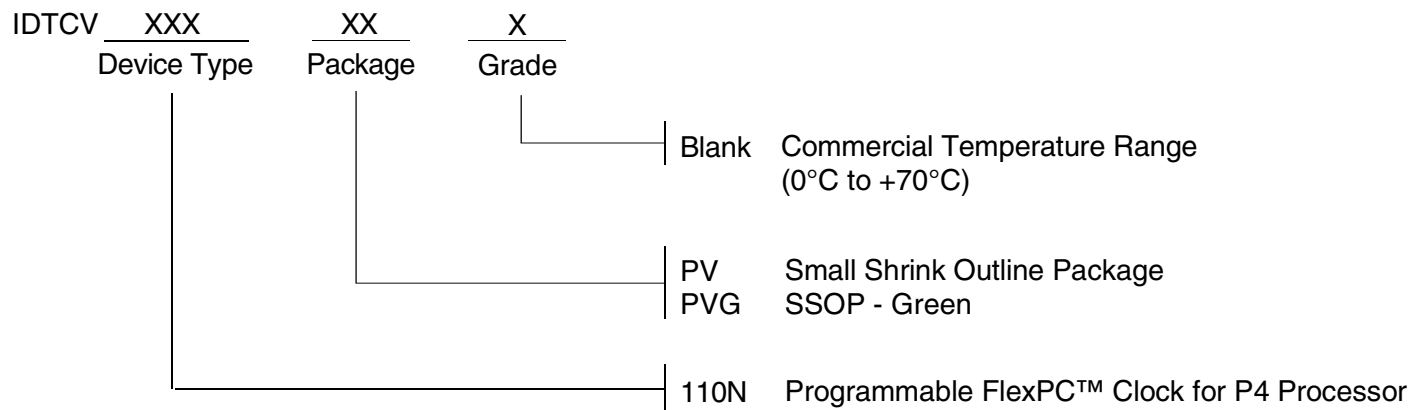 IDTCV XXX XX X
Device Type Package Grade
Blank Commercial Temperature Range
(0°C to +70°C)
PV Small Shrink Outline Package
PVG SSOP - Green
110N Programmable FlexPC™ Clock for P4 Processor